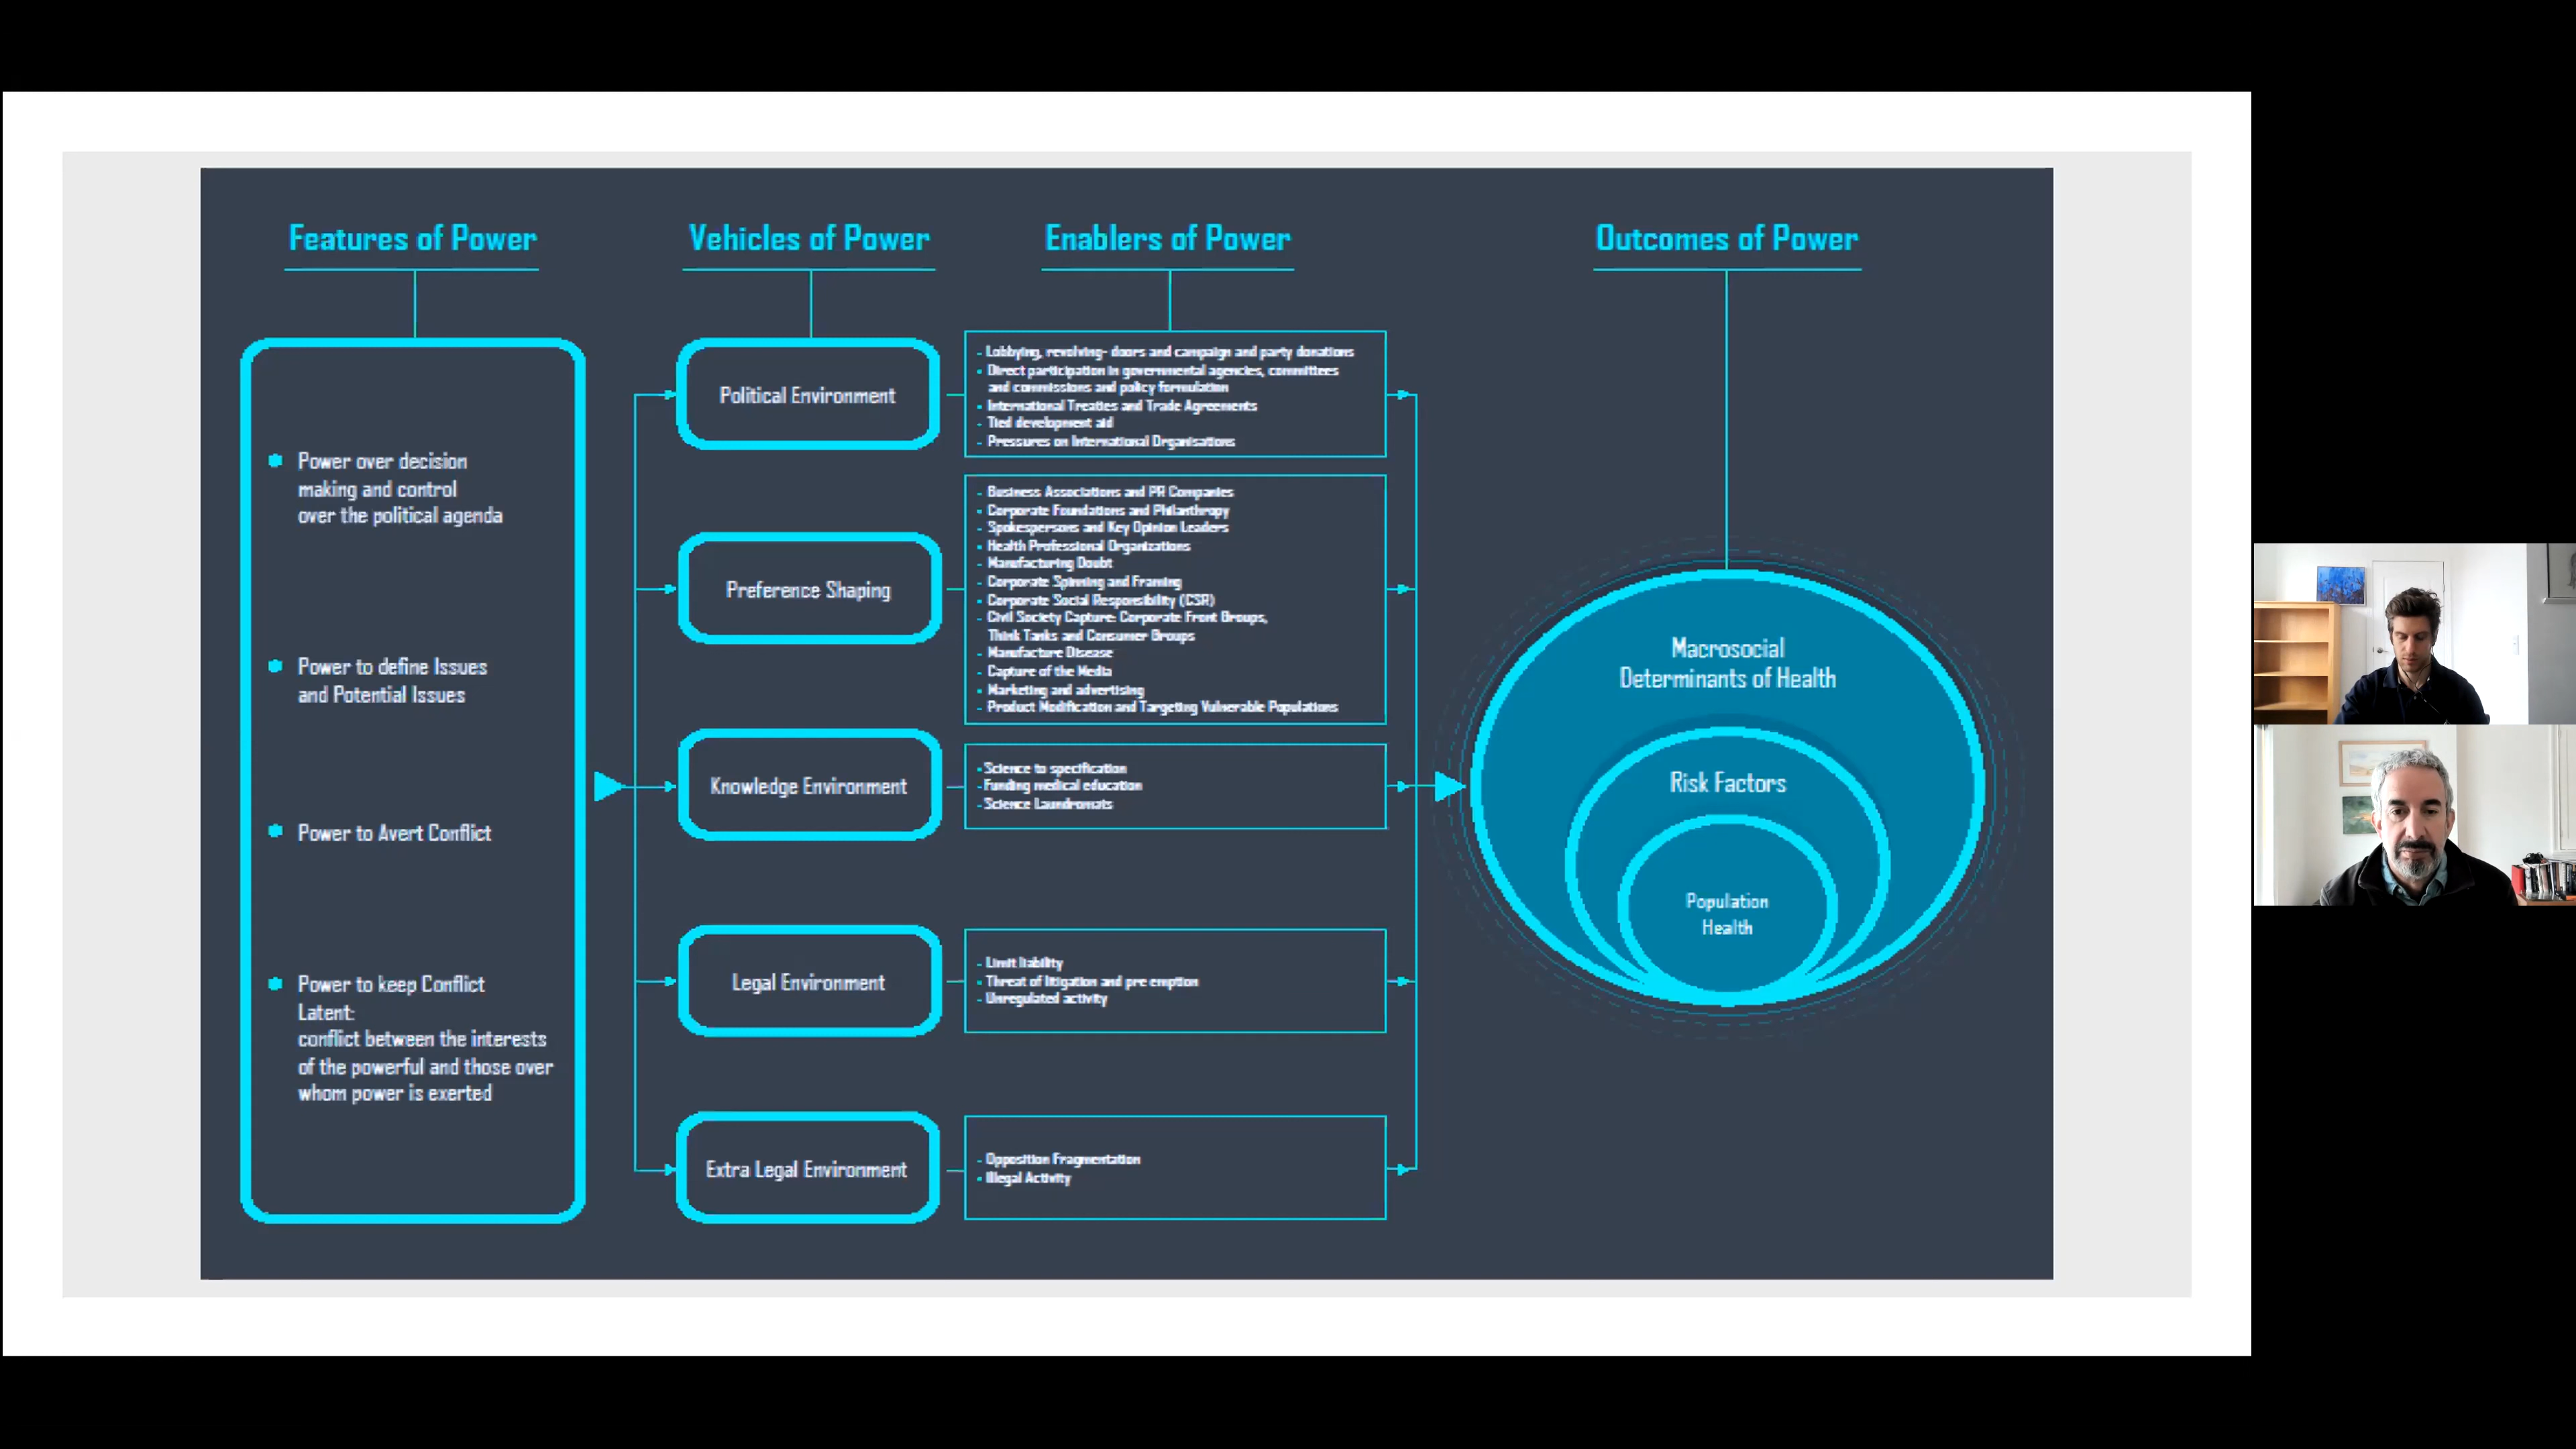 Features of Power
Vehicles of Power
Enablers of Power
Outcomes of Power
Power over decision
making and control
over the political agenda
Power to define Issues
and Potential Issues
Power to Avert Conflict
Power to keep Conflict
Latent:
conflict between the interests
of the powerful and those over
whom power is exerted
Political Environment
- Lobbying, revolving- doors and campaign and party donations
- Direct participation in governmental agencies, committees
and commissions and policy formulation
- International Treaties and Trade Agreements
- Tied development aid
- Pressures on International Organisations
Preference Shaping
- Business Associations and PR Companies
- Corporate Foundations and Philanthropy
- Spokespersons and Key Opinion Leaders
- Health Professional Organizations
- Manufacturing Doubt
- Corporate Spinning and Framing
- Corporate Social Responsibility (CSR)
- Civil Society Capture: Corporate Front Groups,
Think Tanks and Consumer Groups
- Manufacture Disease
- Capture of the Media
- Marketing and advertising
- Product Modification and Targeting Vulnerable Populations
Knowledge Environment
- Science to specification
- Funding medical education
- Science Laundromats
Legal Environment
- Limit liability
- Threat of litigation and pre emption
- Unregulated activity
Extra Legal Environment
- Opposition Fragmentation
- Illegal Activity
Macrosocial
Determinants of Health
Risk Factors
Population
Health